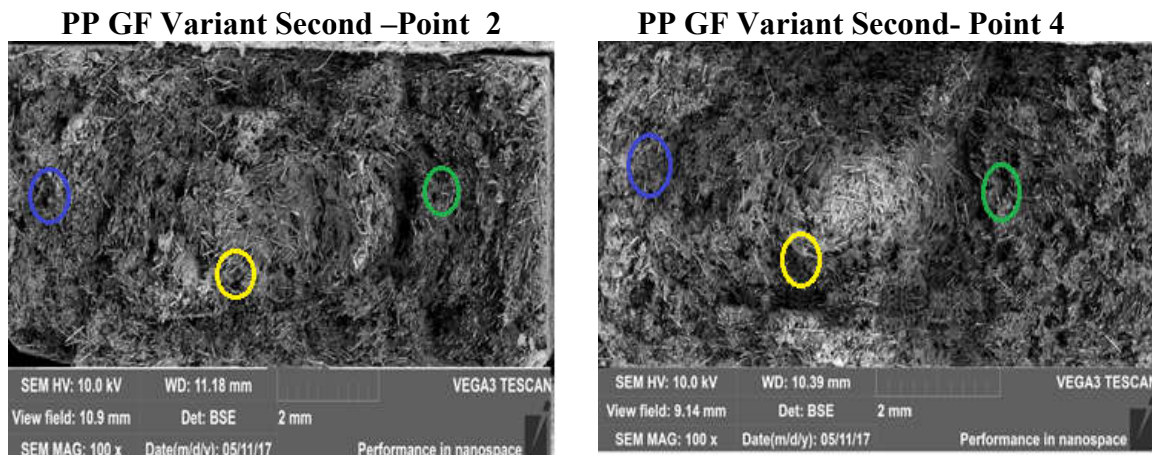 PP GF Variant Second –Point 2
SEM HV: 10.0 kV WD: 11.18 mm VEGA3 TESCAN
View field: 10.9 mm Det: BSE 2 mm
SEM MAG: 100 x Date(m/d/y): 05/11/17 Performance in nanospace
PP GF Variant Second- Point 4
SEM HV: 10.0 kV WD: 10.39 mm VEGA3 TESCAN
View field: 9.14 mm Det: BSE 2 mm
SEM MAG: 100 x Date(m/d/y): 05/11/17 Performance in nanospace